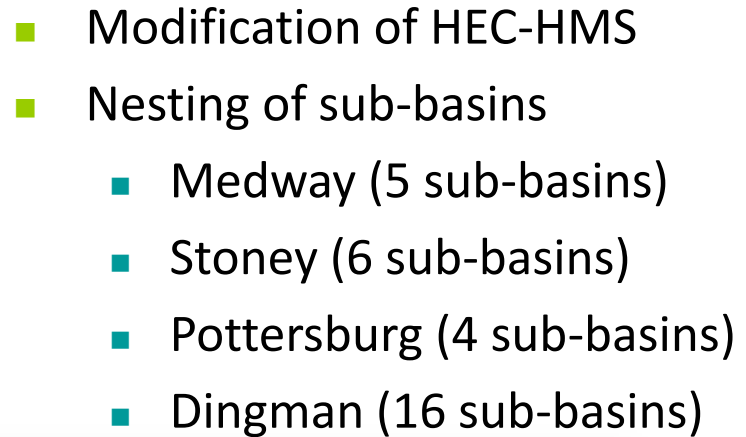 Modification of HEC-HMS
Nesting of sub-basins
Medway (5 sub-basins)
Stoney (6 sub-basins)
Pottersburg (4 sub-basins)
Dingman (16 sub-basins)